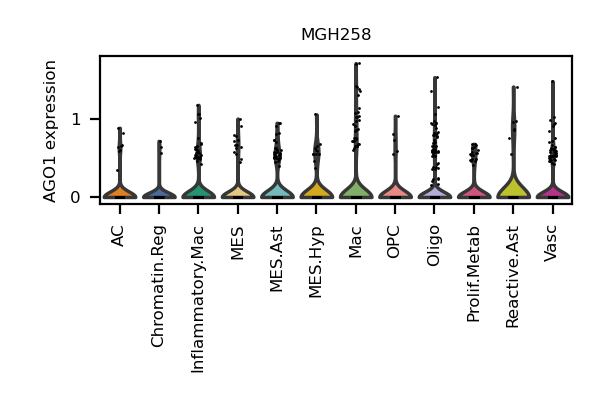 MGH258
AGO1 expression
1
0
AC
Chromatin.Reg
Inflammatory.Mac
MES
MES.Ast
MES.Hyp
Mac
OPC
Oligo
Prolif.Metab
Reactive.Ast
Vasc